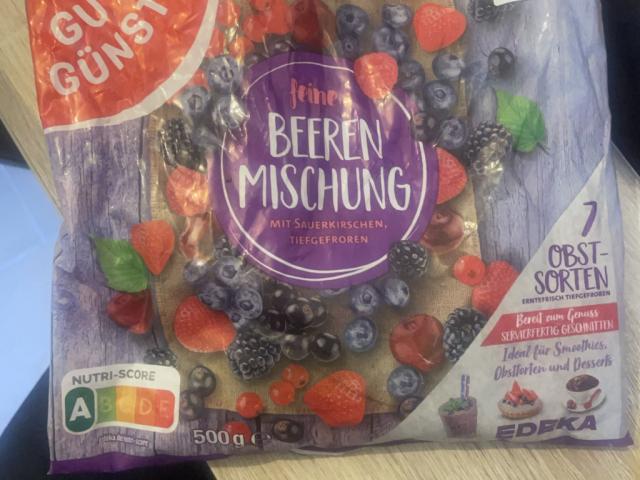 GU
GÜNST
feine
BEEREN
MISCHUNG
MIT SAUERKIRSCHEN,
TIEFGEFROREN
7
OBST-
SORTEN
ERNTEFRISCH TIEFGEFROREN
Bereit zum Genuss
SERVIERFERTIG GESCHNITTEN
Ideal für Smoothies,
Obsttorten und Desserts
NUTRI-SCORE
A B C D E
500 g e
EDEKA